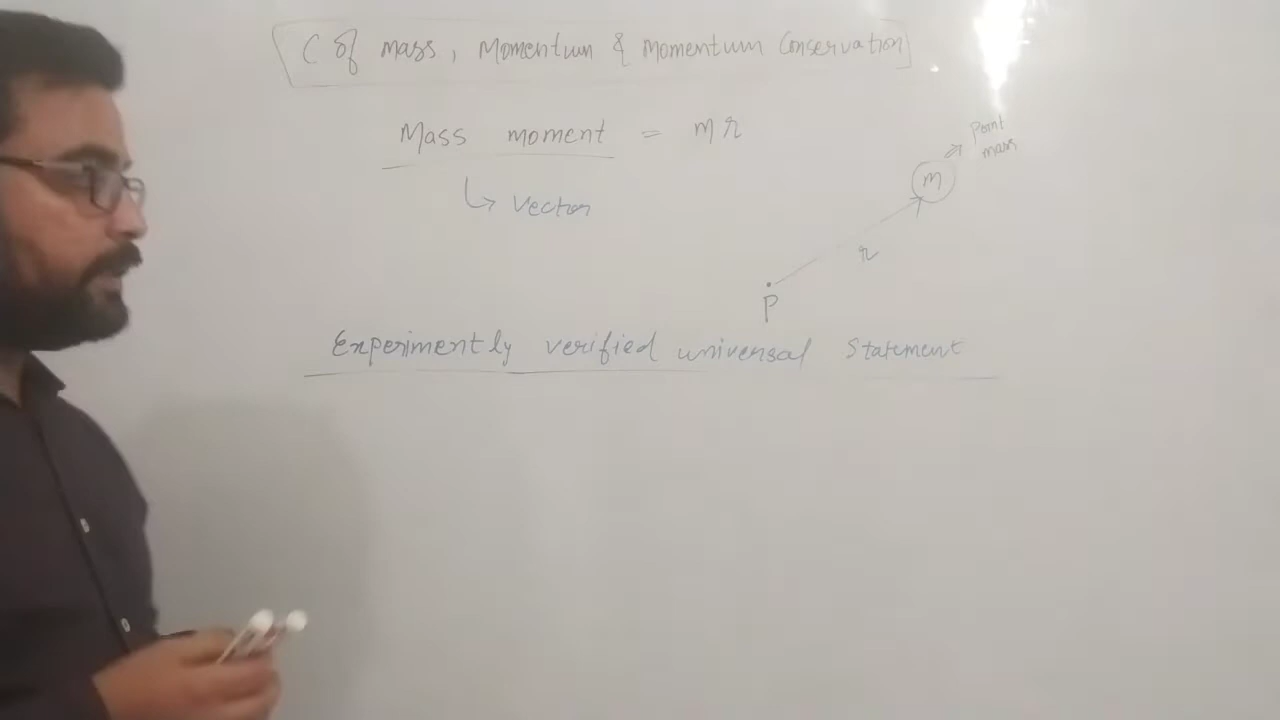 C Of mass, Momentum & Momentum Conservation
Mass moment = mr
↳ Vector
Point
mass
m
r
P
Experimently verified universal Statement